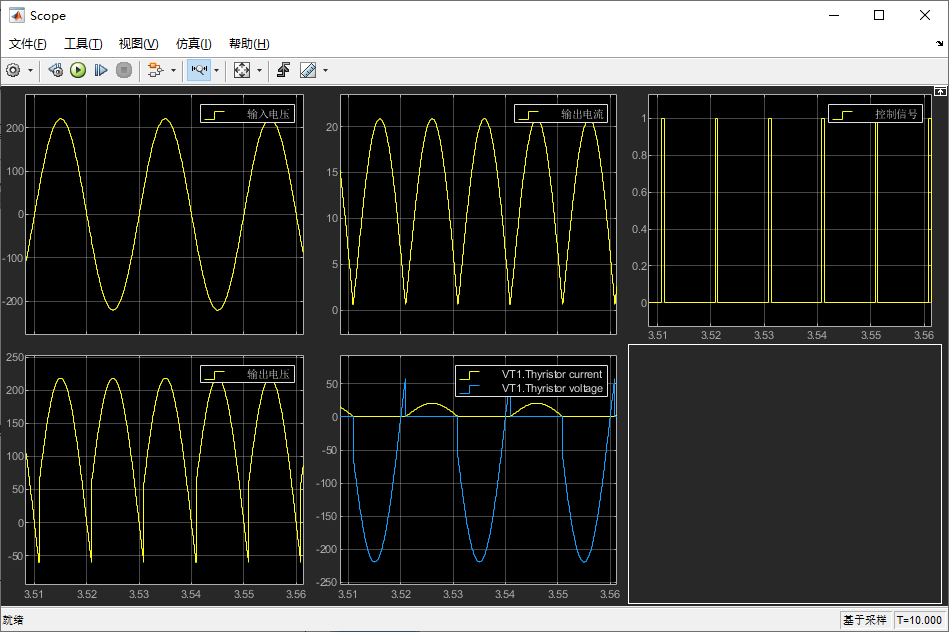 Scope
文件(F) 工具(T) 视图(V) 仿真(I) 帮助(H)
输入电压
200
100
0
-100
-200
输出电流
20
15
10
5
0
控制信号
1
0.8
0.6
0.4
0.2
0
3.51 3.52 3.53 3.54 3.55 3.56
输出电压
250
200
150
100
50
0
-50
3.51 3.52 3.53 3.54 3.55 3.56
VT1.Thyristor current
VT1.Thyristor voltage
50
0
-50
-100
-150
-200
-250
3.51 3.52 3.53 3.54 3.55 3.56
就绪
基于采样 T=10.000